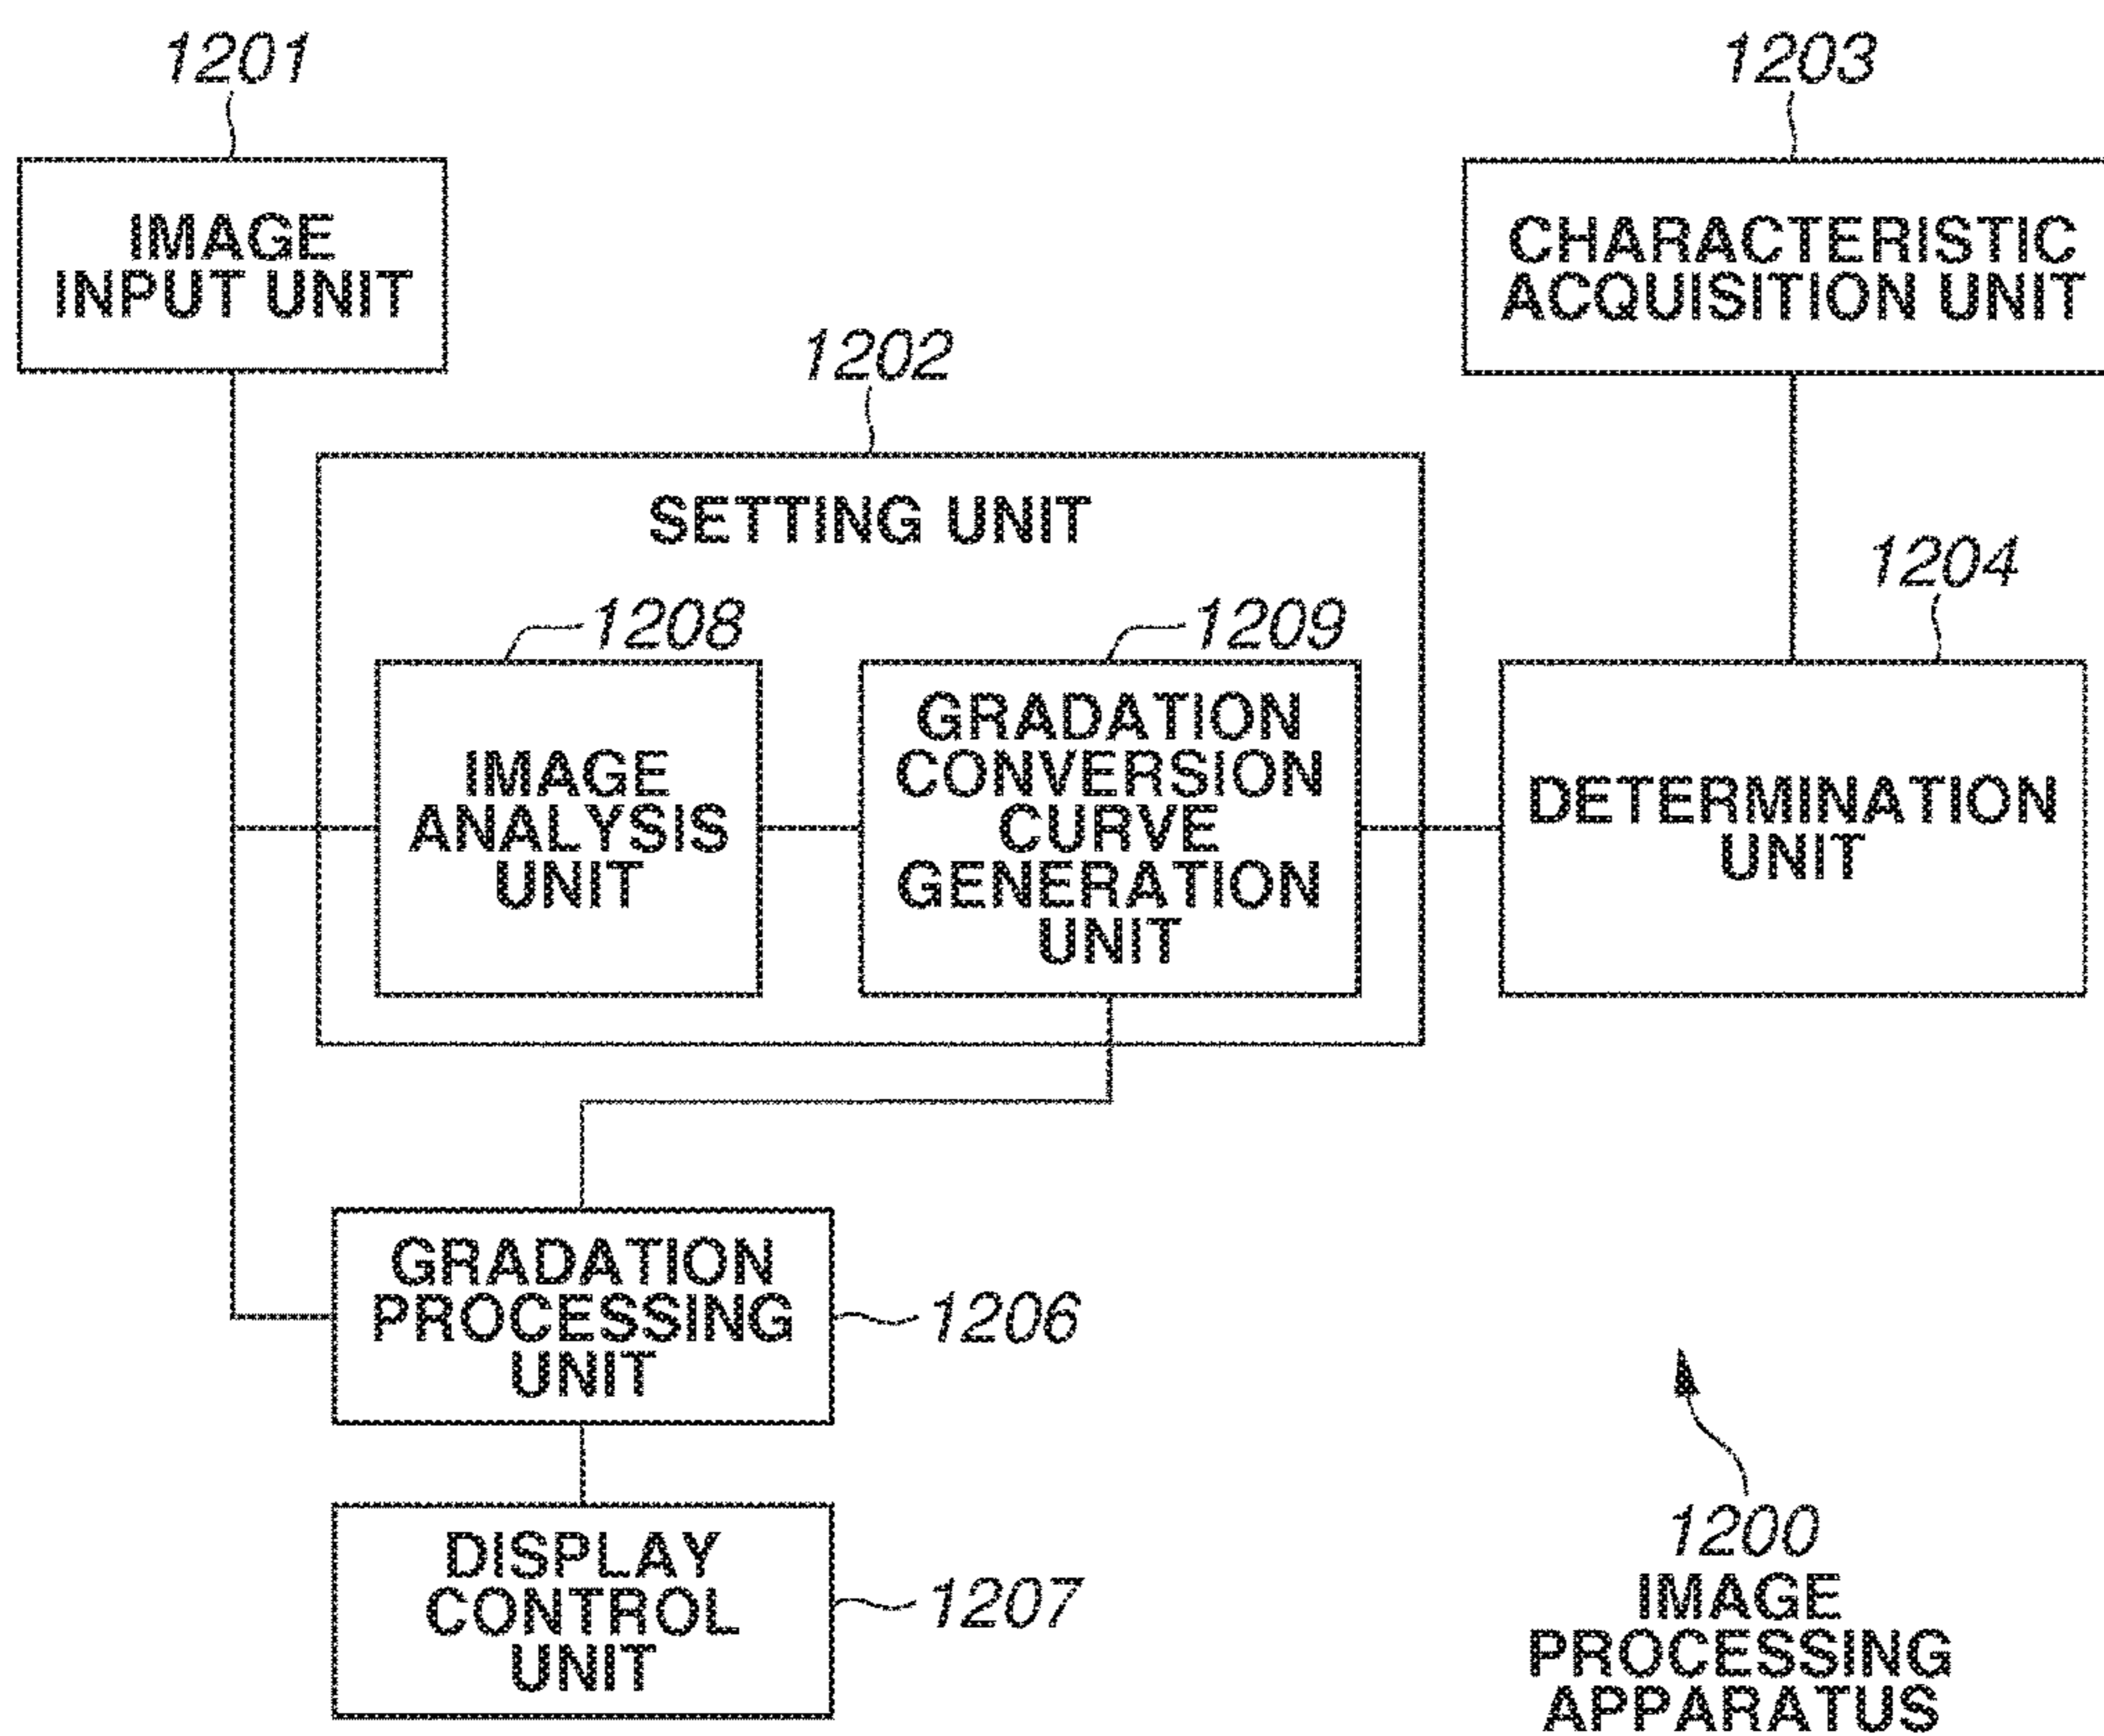 1201
IMAGE
INPUT UNIT
1203
CHARACTERISTIC
ACQUISITION UNIT
1202
SETTING UNIT
1208
IMAGE
ANALYSIS
UNIT
1209
GRADATION
CONVERSION
CURVE
GENERATION
UNIT
1204
DETERMINATION
UNIT
GRADATION
PROCESSING
UNIT
1206
DISPLAY
CONTROL
UNIT
1207
1200
IMAGE
PROCESSING
APPARATUS